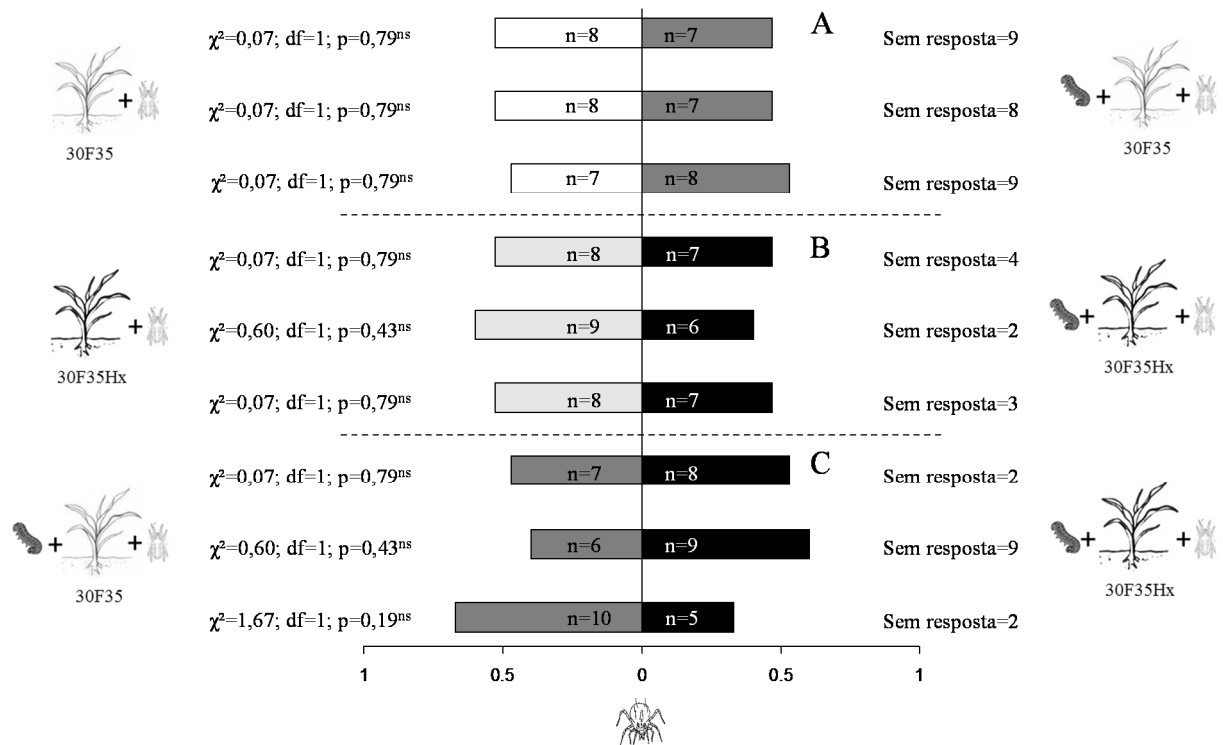 χ²=0,07; df=1; p=0,79ns n=8 n=7 A Sem resposta=9
χ²=0,07; df=1; p=0,79ns n=8 n=7 Sem resposta=8
+ 30F35
+ + 30F35
χ²=0,07; df=1; p=0,79ns n=7 n=8 Sem resposta=9
χ²=0,07; df=1; p=0,79ns n=8 n=7 B Sem resposta=4
χ²=0,60; df=1; p=0,43ns n=9 n=6 Sem resposta=2
+ 30F35Hx
+ + 30F35Hx
χ²=0,07; df=1; p=0,79ns n=8 n=7 Sem resposta=3
χ²=0,07; df=1; p=0,79ns n=7 n=8 C Sem resposta=2
χ²=0,60; df=1; p=0,43ns n=6 n=9 Sem resposta=9
+ + 30F35
+ + 30F35Hx
χ²=1,67; df=1; p=0,19ns n=10 n=5 Sem resposta=2
1 0.5 0 0.5 1